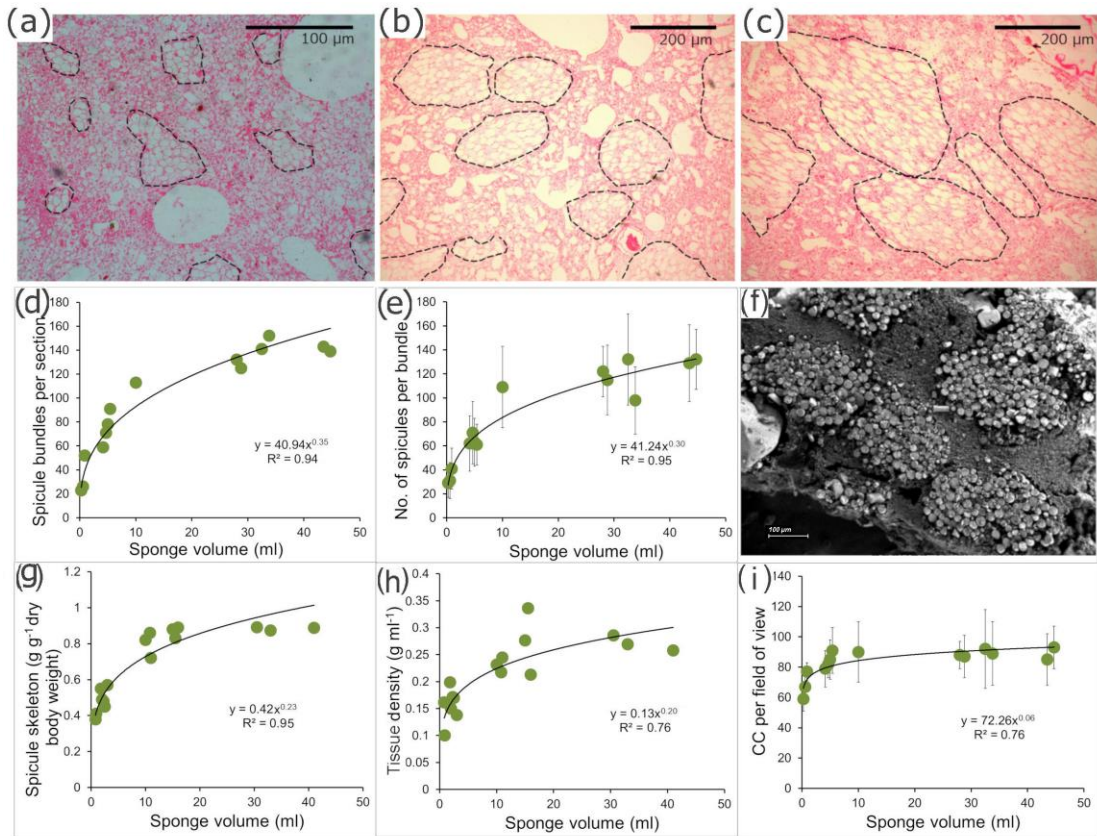 (a)
100 µm
(b)
200 µm
(c)
200 µm
(d)
Spicule bundles per section
180
160
140
120
100
80
60
40
20
0
y = 40.94x^0.35
R² = 0.94
0 10 20 30 40 50
Sponge volume (ml)
(e)
No. of spicules per bundle
180
160
140
120
100
80
60
40
20
0
y = 41.24x^0.30
R² = 0.95
0 10 20 30 40 50
Sponge volume (ml)
(f)
100 µm
(g)
Spicule skeleton (g g⁻¹dry
body weight)
1.2
1
0.8
0.6
0.4
0.2
0
y = 0.42x^0.23
R² = 0.95
0 10 20 30 40 50
Sponge volume (ml)
(h)
Tissue density (g ml⁻¹)
0.4
0.35
0.3
0.25
0.2
0.15
0.1
0.05
0
y = 0.13x^0.20
R² = 0.76
0 10 20 30 40 50
Sponge volume (ml)
(i)
CC per field of view
140
120
100
80
60
40
20
0
y = 72.26x^0.06
R² = 0.76
0 10 20 30 40 50
Sponge volume (ml)